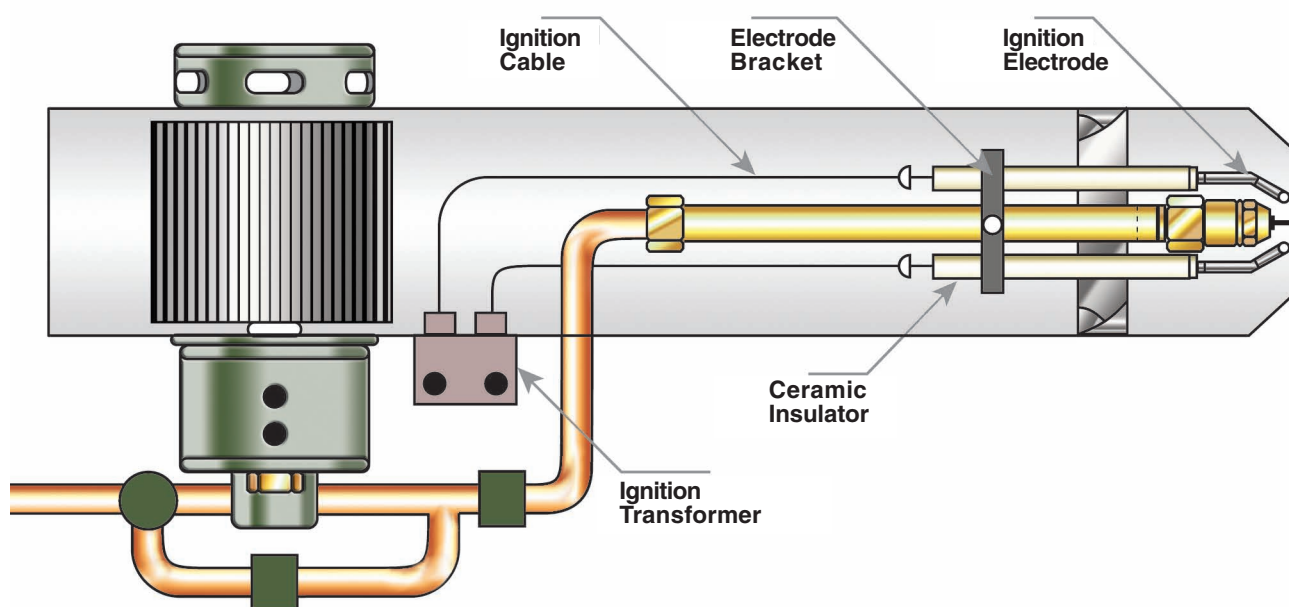 Ignition
Cable
Electrode
Bracket
Ignition
Electrode
Ceramic
Insulator
Ignition
Transformer